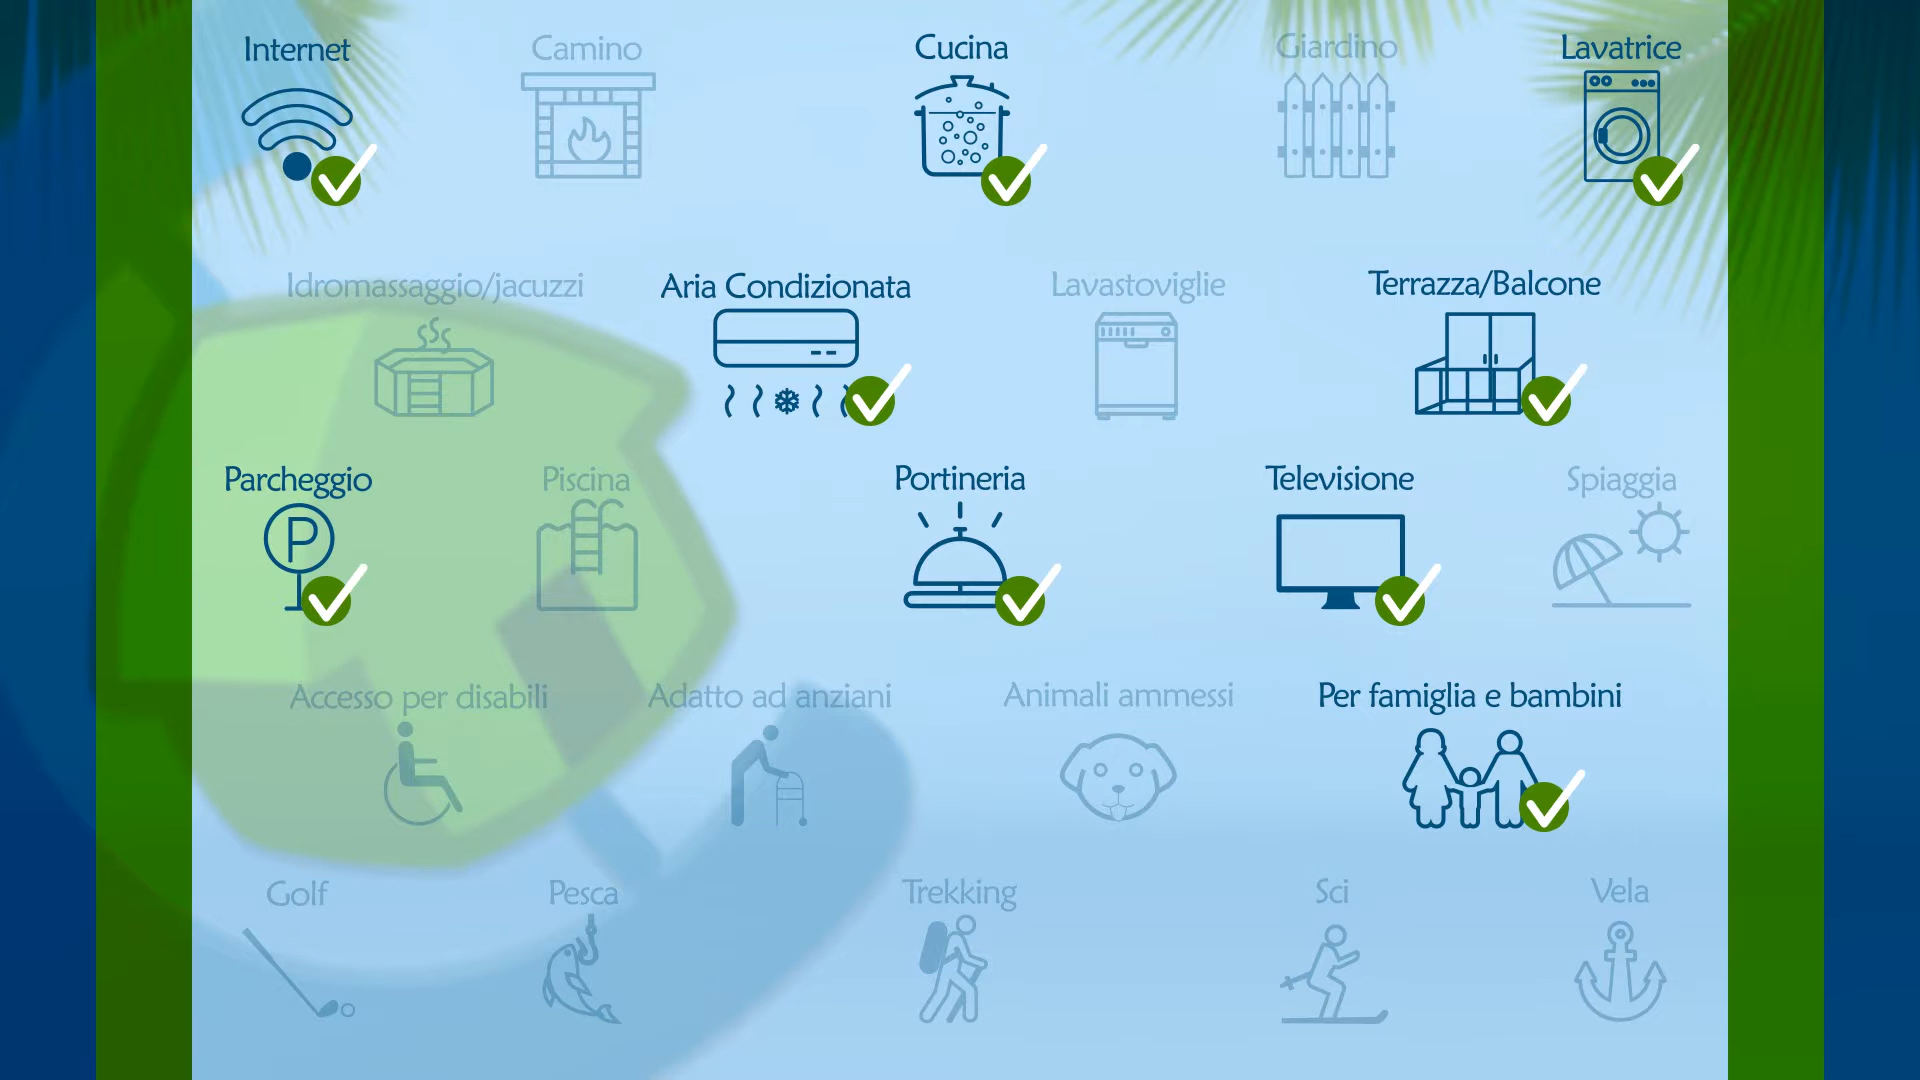 Internet
Camino
Cucina
Giardino
Lavatrice
Idromassaggio/jacuzzi
Aria Condizionata
Lavastoviglie
Terrazza/Balcone
Parcheggio
P
Piscina
Portineria
Televisione
Spiaggia
Accesso per disabili
Adatto ad anziani
Animali ammessi
Per famiglia e bambini
Golf
Pesca
Trekking
Sci
Vela